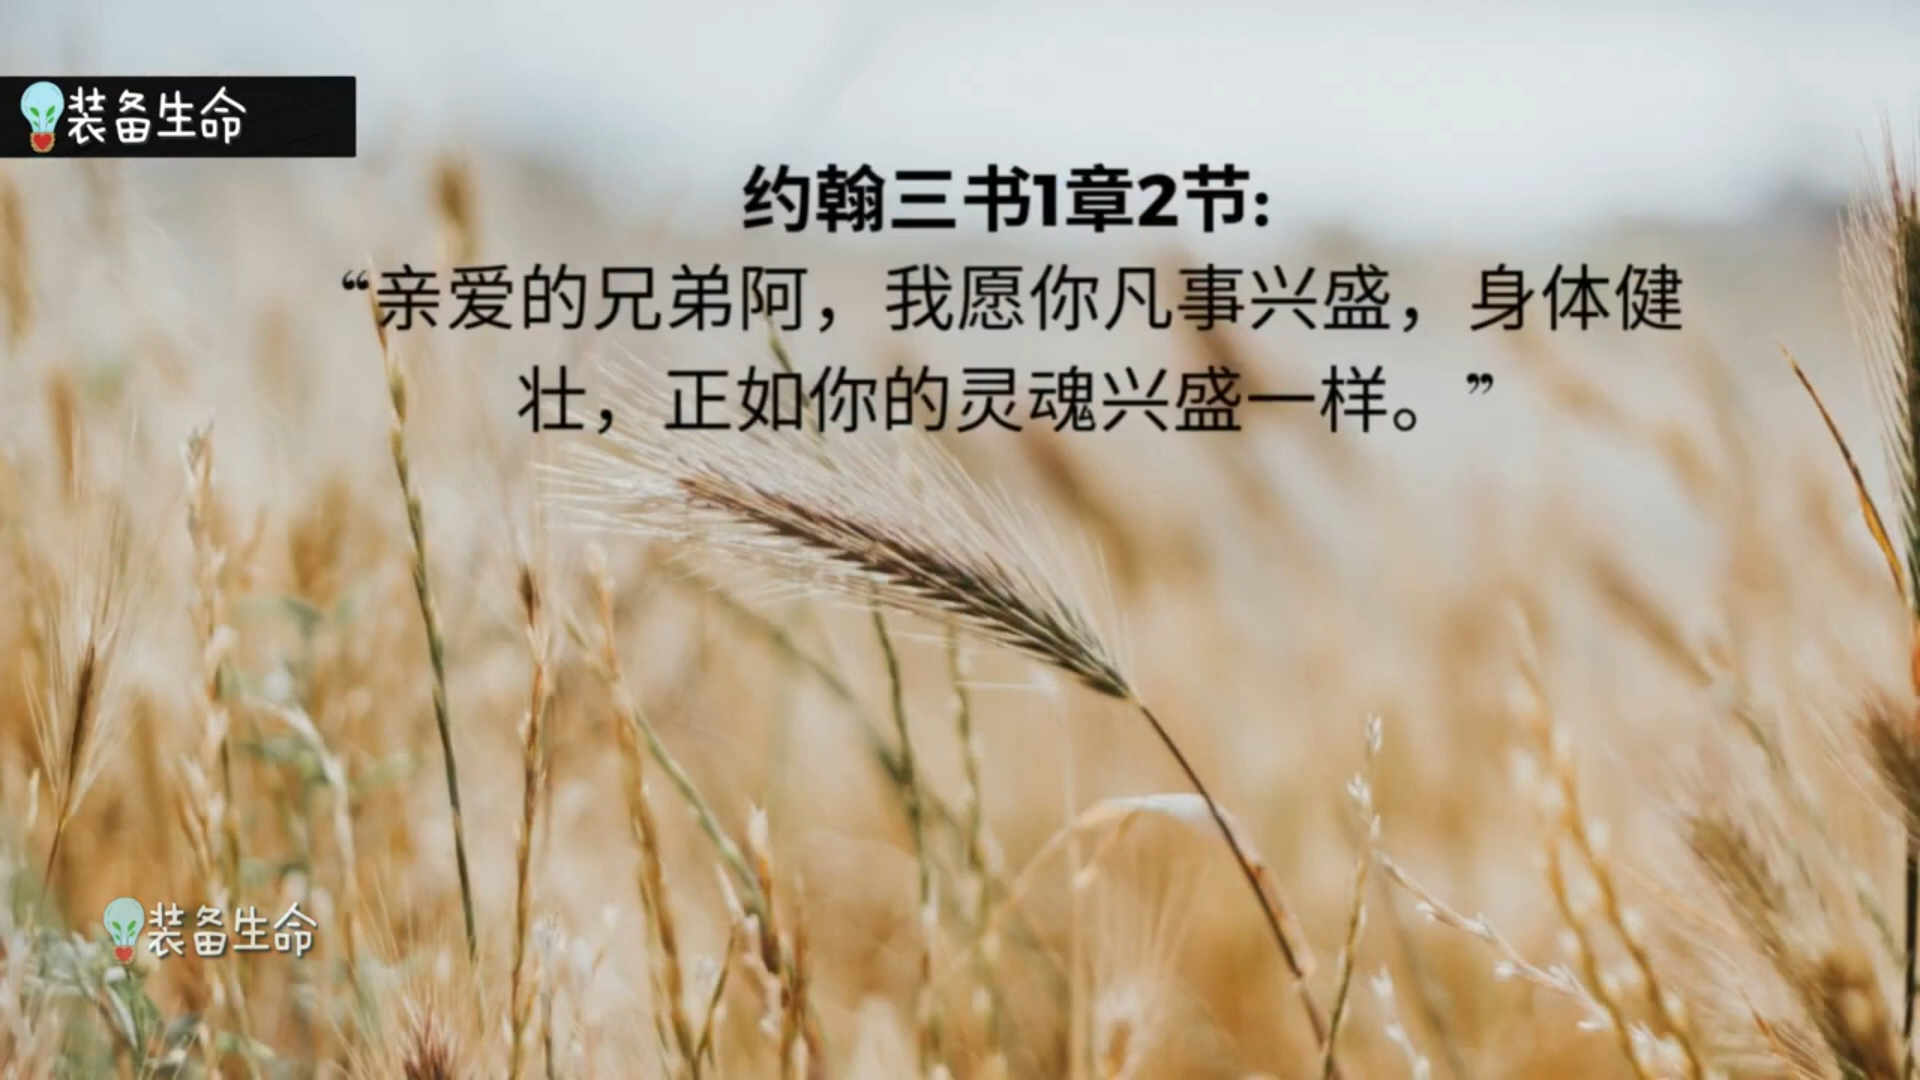 装备生命
约翰三书1章2节:
“亲爱的兄弟阿，我愿你凡事兴盛，身体健
壮，正如你的灵魂兴盛一样。”
装备生命